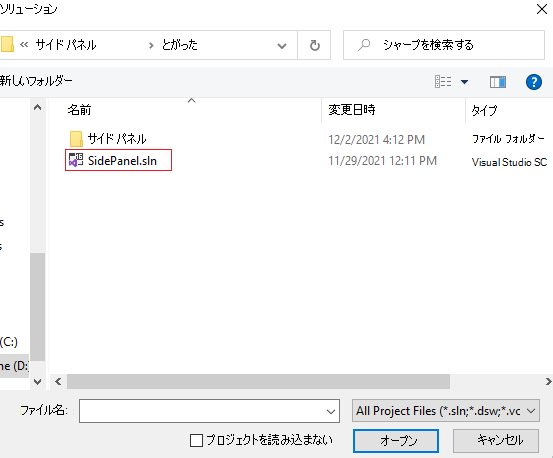 ソリューション
サイド パネル › とがった
シャープを検索する
新しいフォルダー
名前 変更日時 タイプ
サイド パネル 12/2/2021 4:12 PM ファイル フォルダー
SidePanel.sln 11/29/2021 12:11 PM Visual Studio SC
s
s
(C:)
ne (D:)
ファイル名:
All Project Files (*.sln;*.dsw;*.vc
プロジェクトを読み込まない
オープン
キャンセル